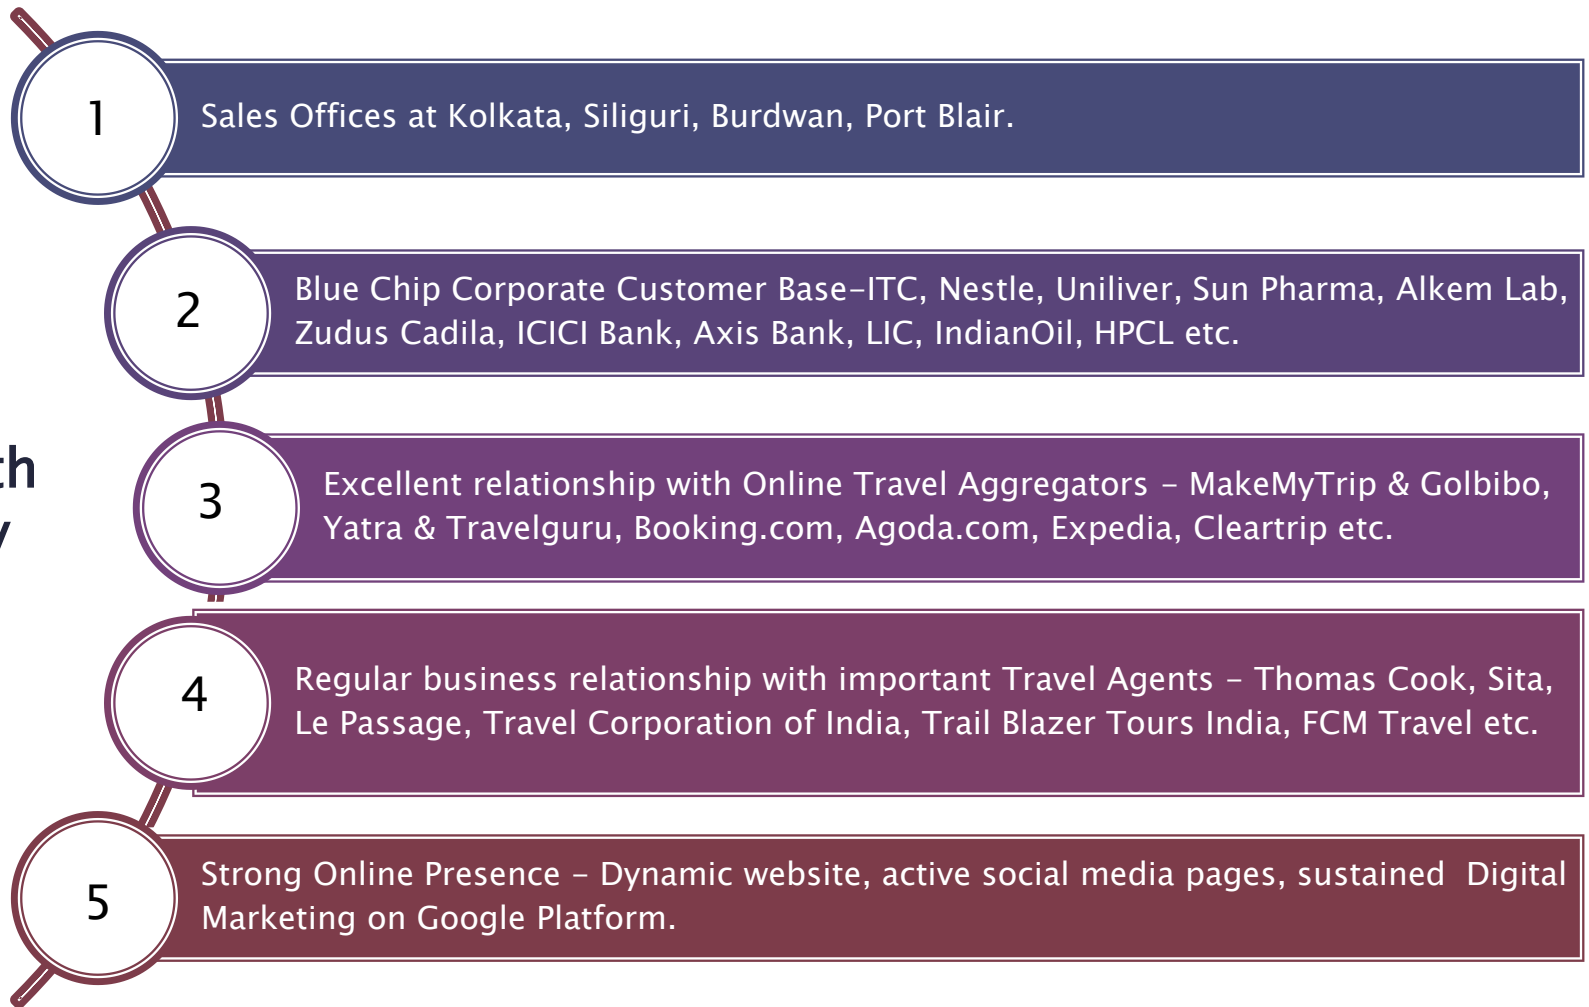 1
Sales Offices at Kolkata, Siliguri, Burdwan, Port Blair.
2
Blue Chip Corporate Customer Base-ITC, Nestle, Uniliver, Sun Pharma, Alkem Lab,
Zudus Cadila, ICICI Bank, Axis Bank, LIC, IndianOil, HPCL etc.
3
Excellent relationship with Online Travel Aggregators - MakeMyTrip & Golbibo,
Yatra & Travelguru, Booking.com, Agoda.com, Expedia, Cleartrip etc.
4
Regular business relationship with important Travel Agents - Thomas Cook, Sita,
Le Passage, Travel Corporation of India, Trail Blazer Tours India, FCM Travel etc.
5
Strong Online Presence - Dynamic website, active social media pages, sustained  Digital
Marketing on Google Platform.